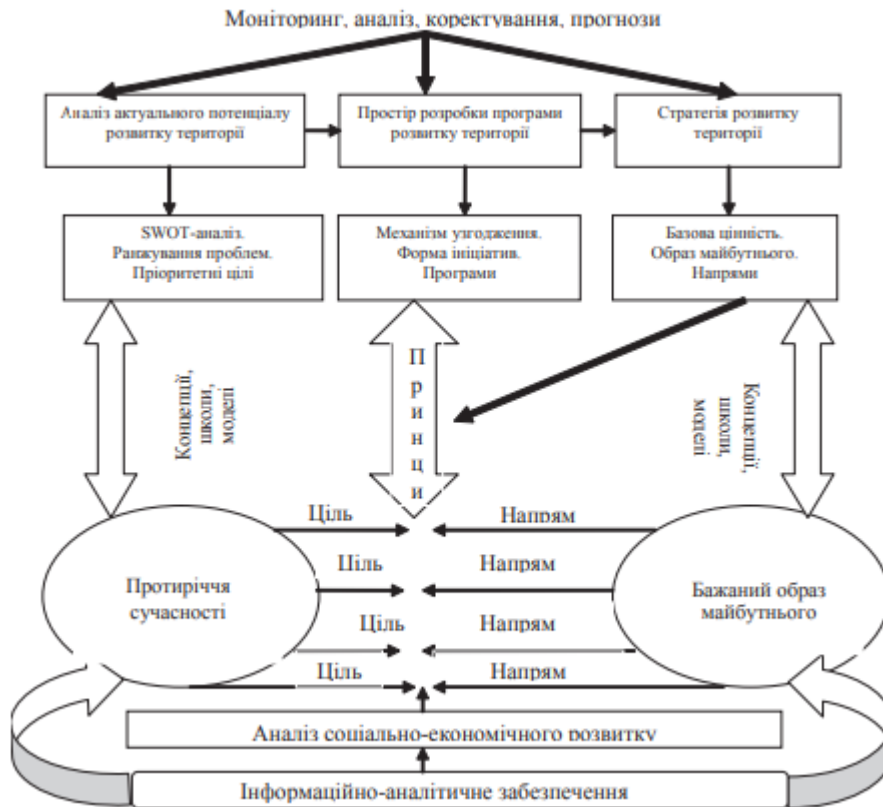 Моніторинг, аналіз, коректування, прогнози
Аналіз актуального потенціалу
розвитку території
Простір розробки програми
розвитку території
Стратегія розвитку
території
SWOT-аналіз.
Ранжування проблем.
Пріоритетні цілі
Механізм узгодження.
Форма ініціатив.
Програми
Базова цінність.
Образ майбутнього.
Напрями
Концепції,
школи,
моделі
Принци
Концепції,
школи,
моделі
Ціль
Напрям
Ціль
Напрям
Ціль
Напрям
Ціль
Напрям
Протиріччя
сучасності
Бажаний образ
майбутнього
Аналіз соціально-економічного розвитку
Інформаційно-аналітичне забезпечення